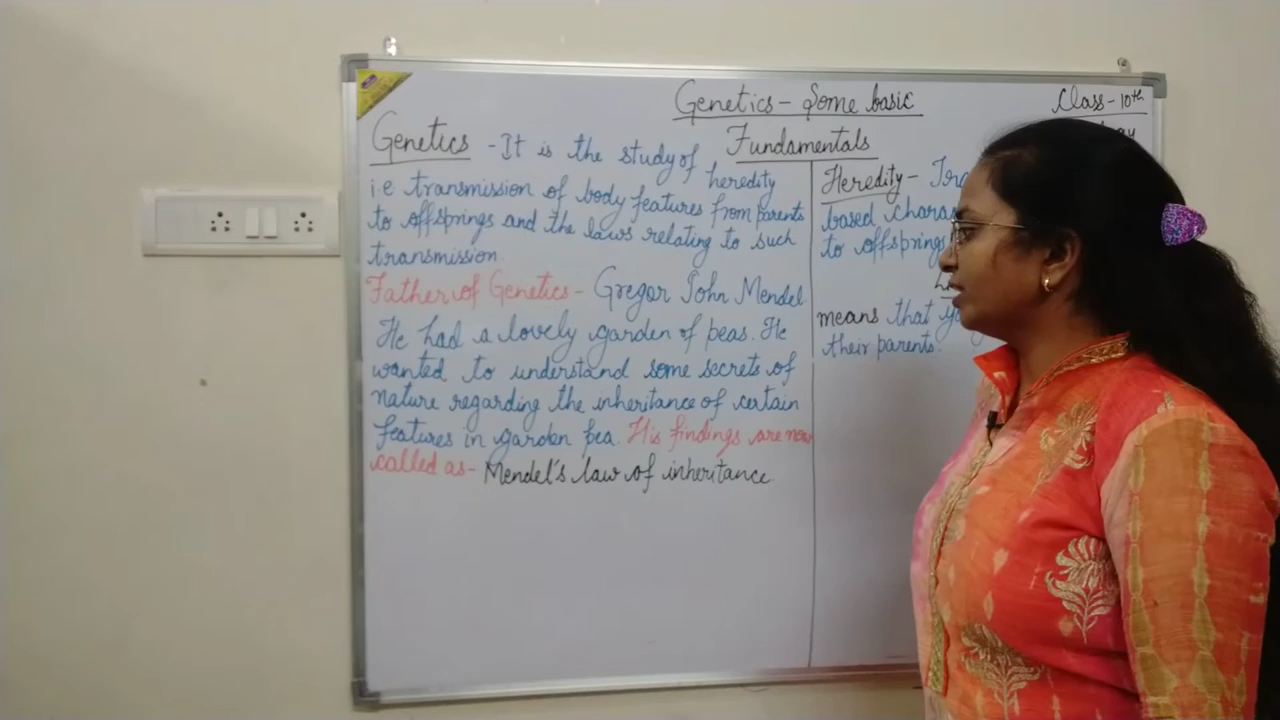 Genetics - Some basic
Fundamentals
Class - 10th
Genetics - It is the study of heredity
i.e transmission of body features from parents
to offsprings and the laws relating to such
transmission.
Father of Genetics - Gregor John Mendel
He had a lovely garden of peas. He
wanted to understand some secrets of
nature regarding the inheritance of certain
features in garden pea. His findings are now
called as - Mendel's law of inheritance.
Heredity -
based
to offsprings
means that
their parents.